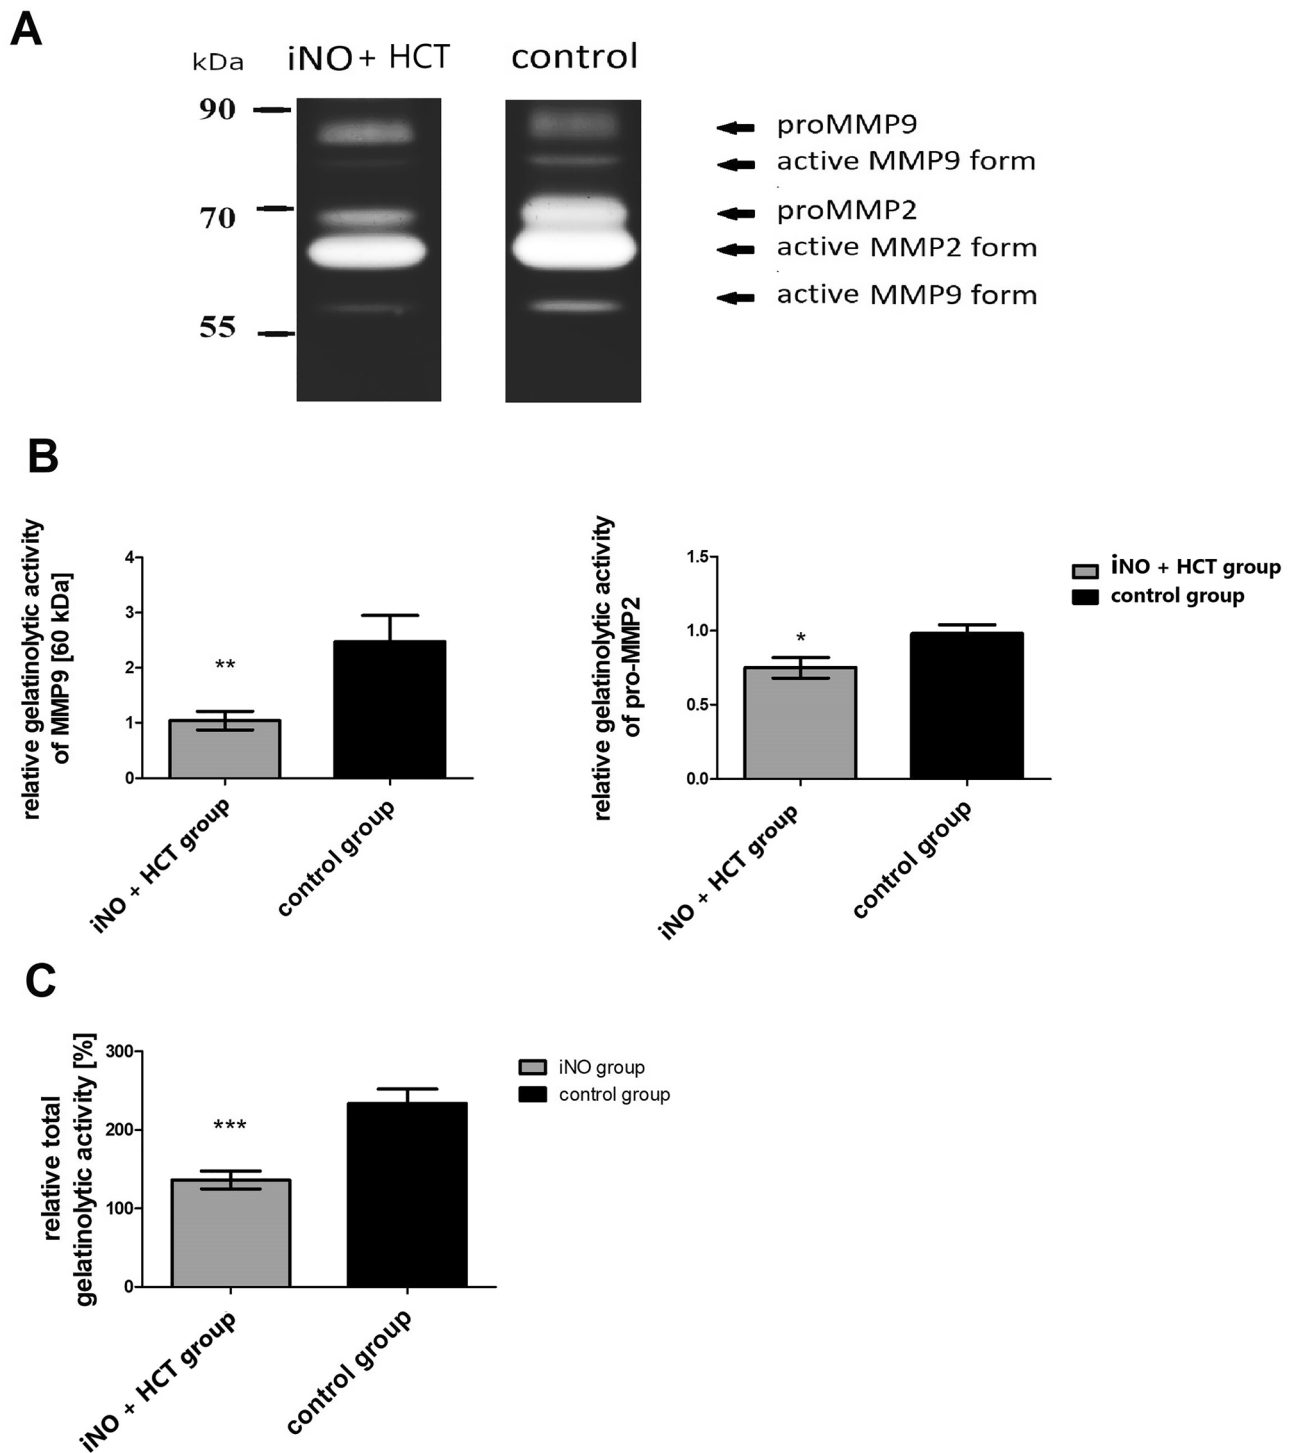 A
kDa
iNO + HCT
control
90
70
55
proMMP9
active MMP9 form
proMMP2
active MMP2 form
active MMP9 form
B
relative gelatinolytic activity
of MMP9 [60 kDa]
4
3
2
1
0
**
iNO + HCT group
control group
relative gelatinolytic activity
of pro-MMP2
1.5
1.0
0.5
0.0
*
iNO + HCT group
control group
iNO + HCT group
control group
C
relative total
gelatinolytic activity [%]
300
200
100
0
***
iNO + HCT group
control group
iNO group
control group